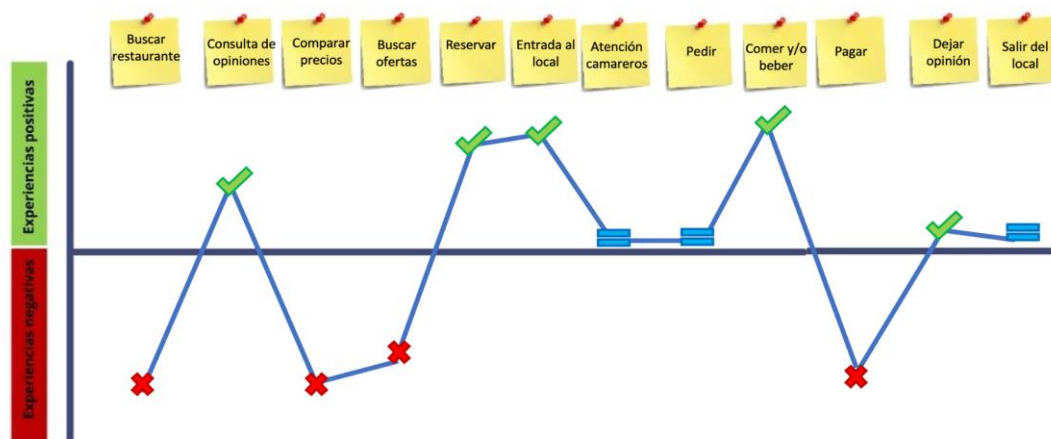 Buscar
restaurante
Consulta de
opiniones
Comparar
precios
Buscar
ofertas
Reservar
Entrada al
local
Atención
camareros
Pedir
Comer y/o
beber
Pagar
Dejar
opinión
Salir del
local
Experiencias positivas
Experiencias negativas